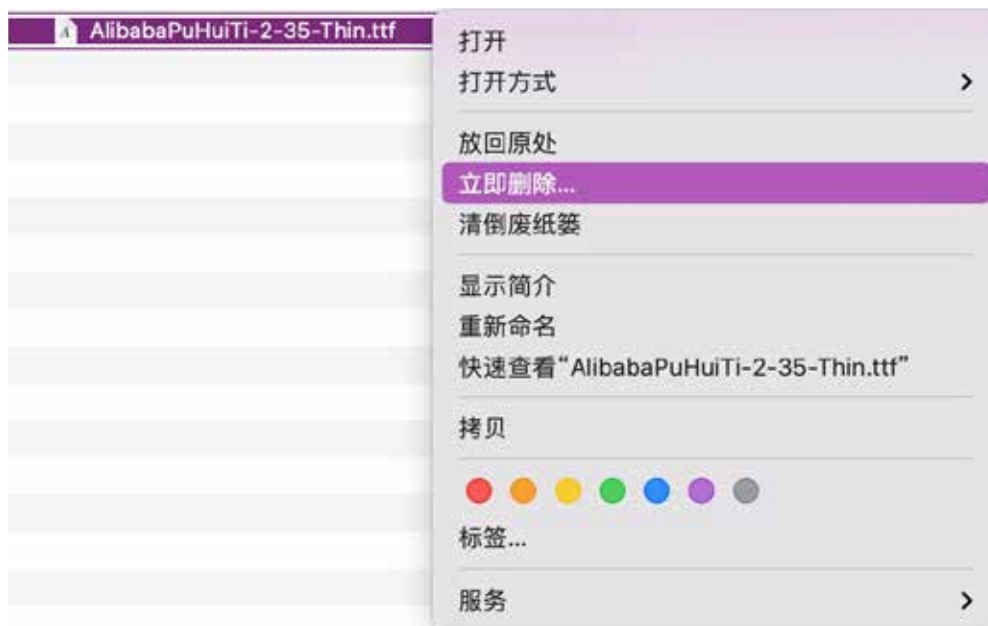 AlibabaPuHuiTi-2-35-Thin.ttf
打开
打开方式
放回原处
立即删除...
清倒废纸篓
显示简介
重新命名
快速查看“AlibabaPuHuiTi-2-35-Thin.ttf”
拷贝
标签...
服务